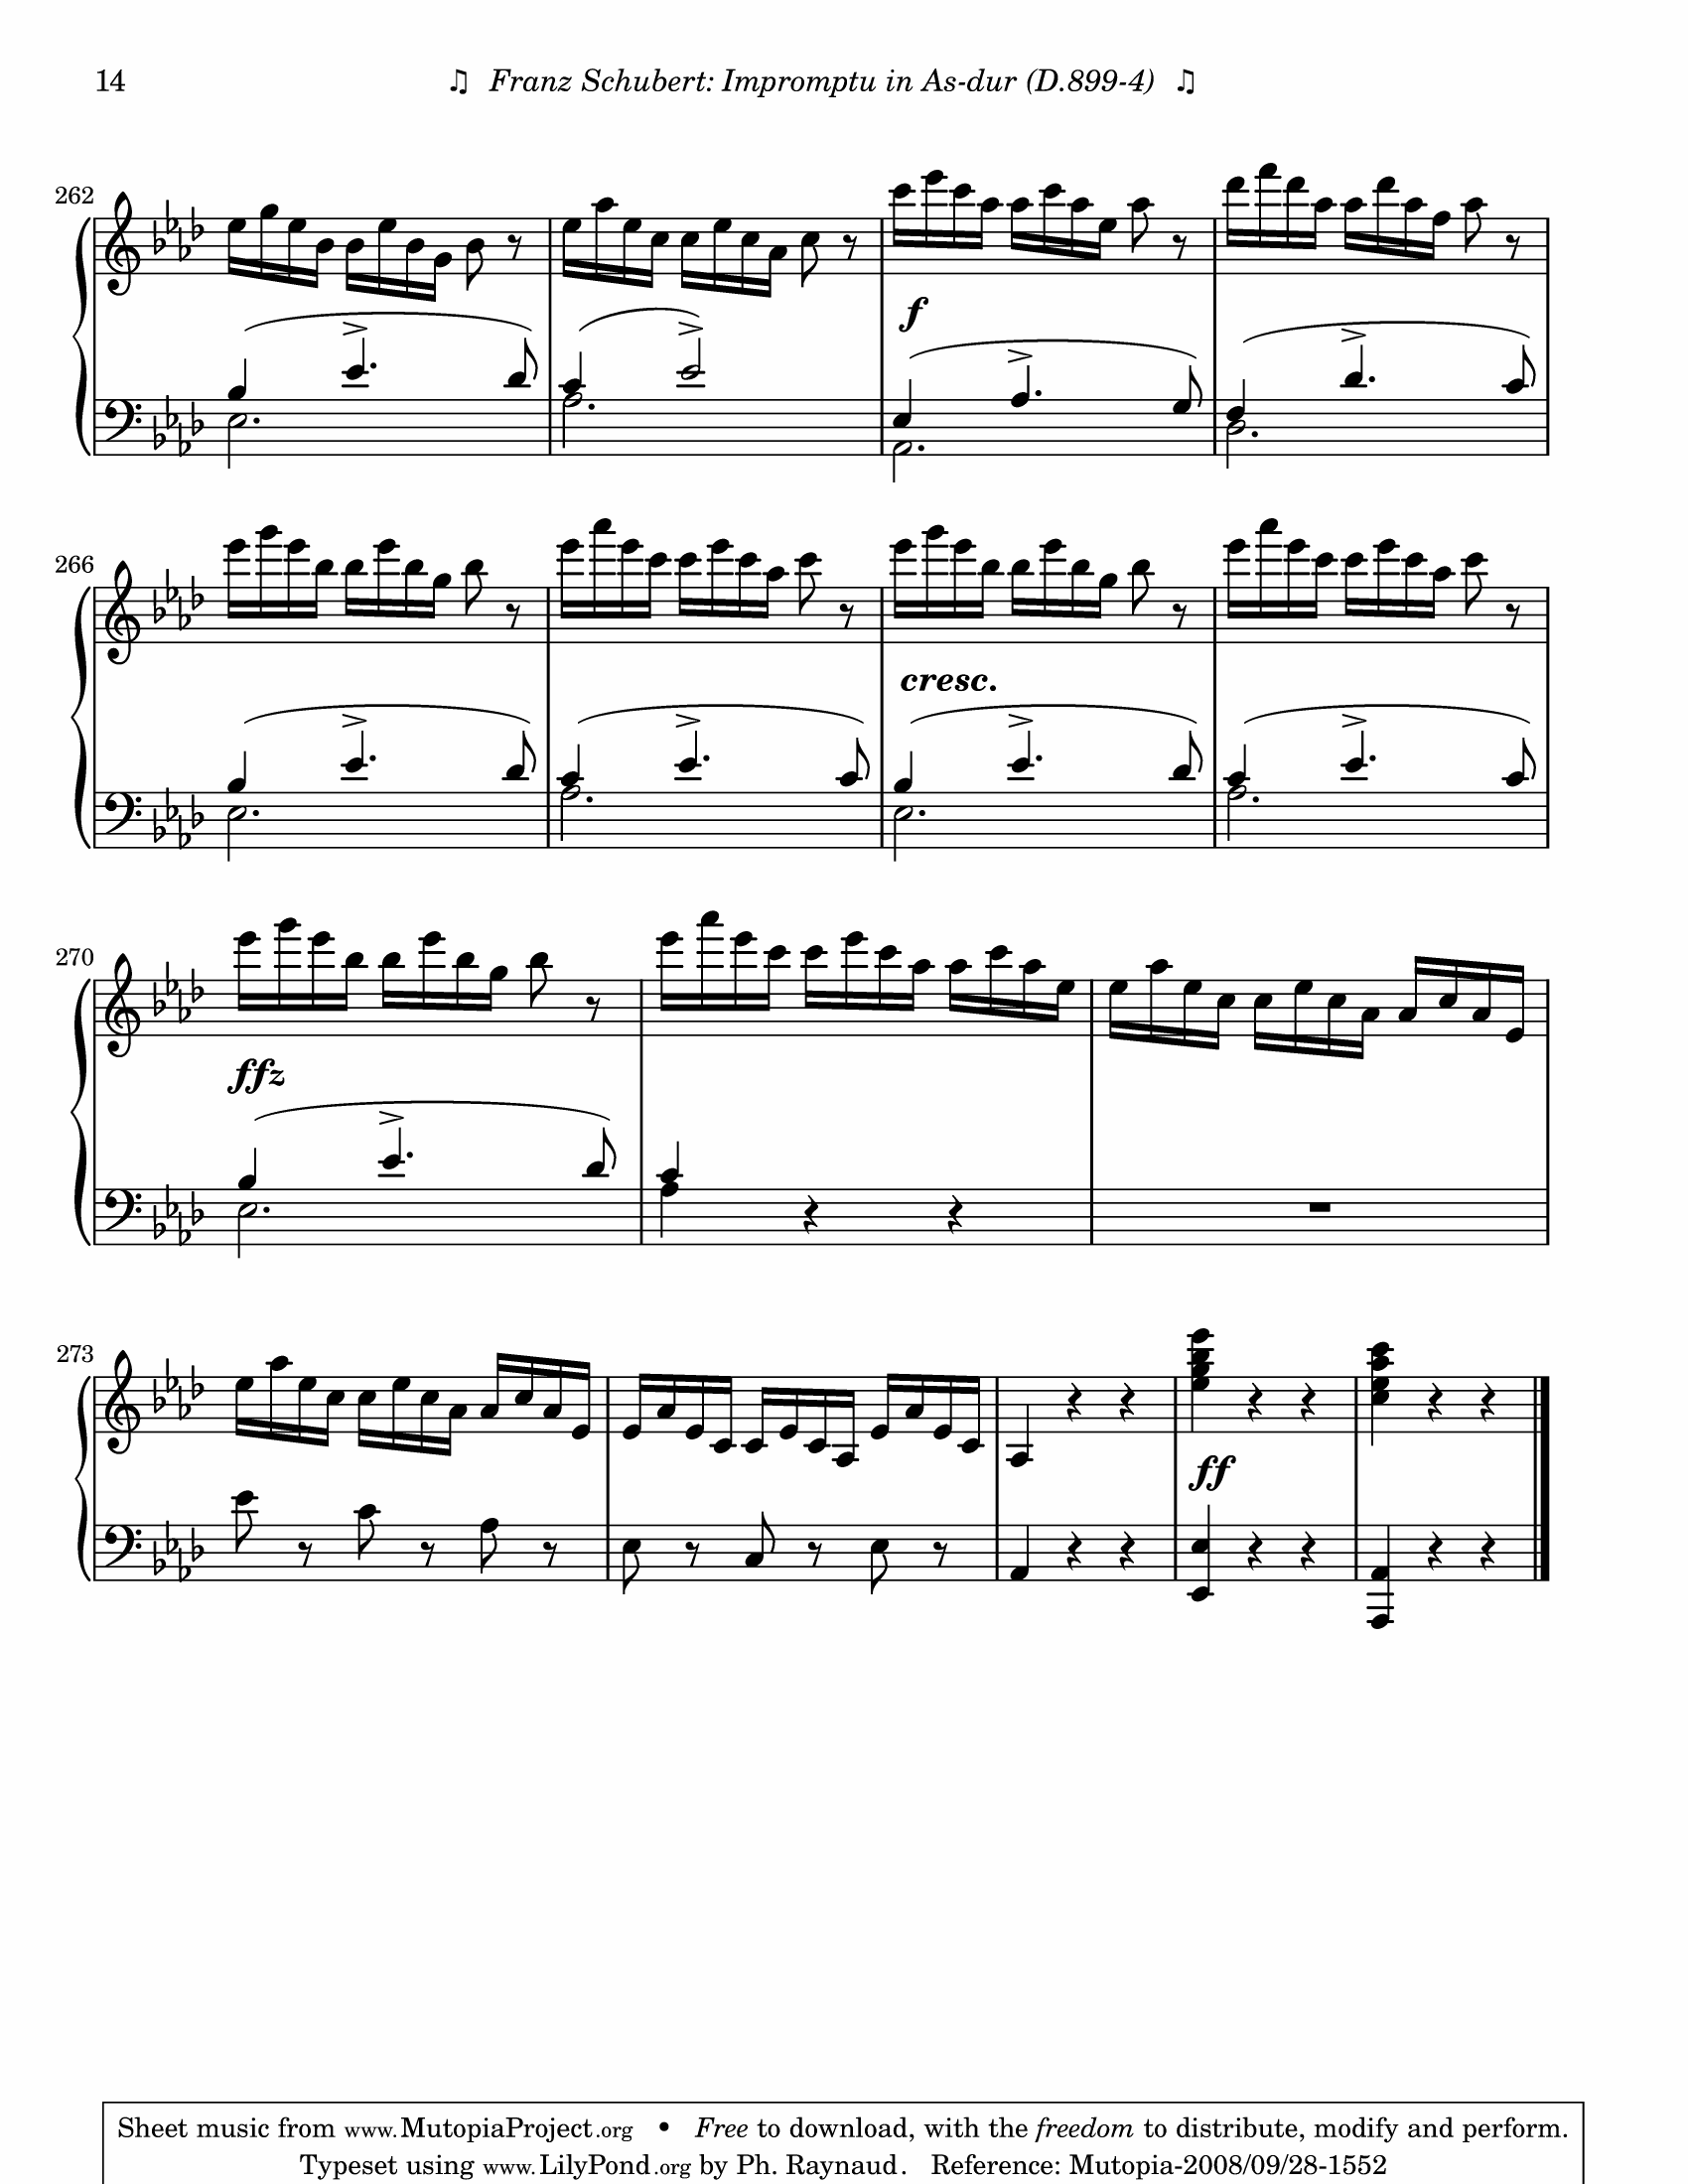 14 ♫ Franz Schubert: Impromptu in As-dur (D.899-4) ♫
262
f
266
cresc.
270
ffz
273
ff
Sheet music from www.MutopiaProject.org • Free to download, with the freedom to distribute, modify and perform.
Typeset using www.LilyPond.org by Ph. Raynaud. Reference: Mutopia-2008/09/28-1552